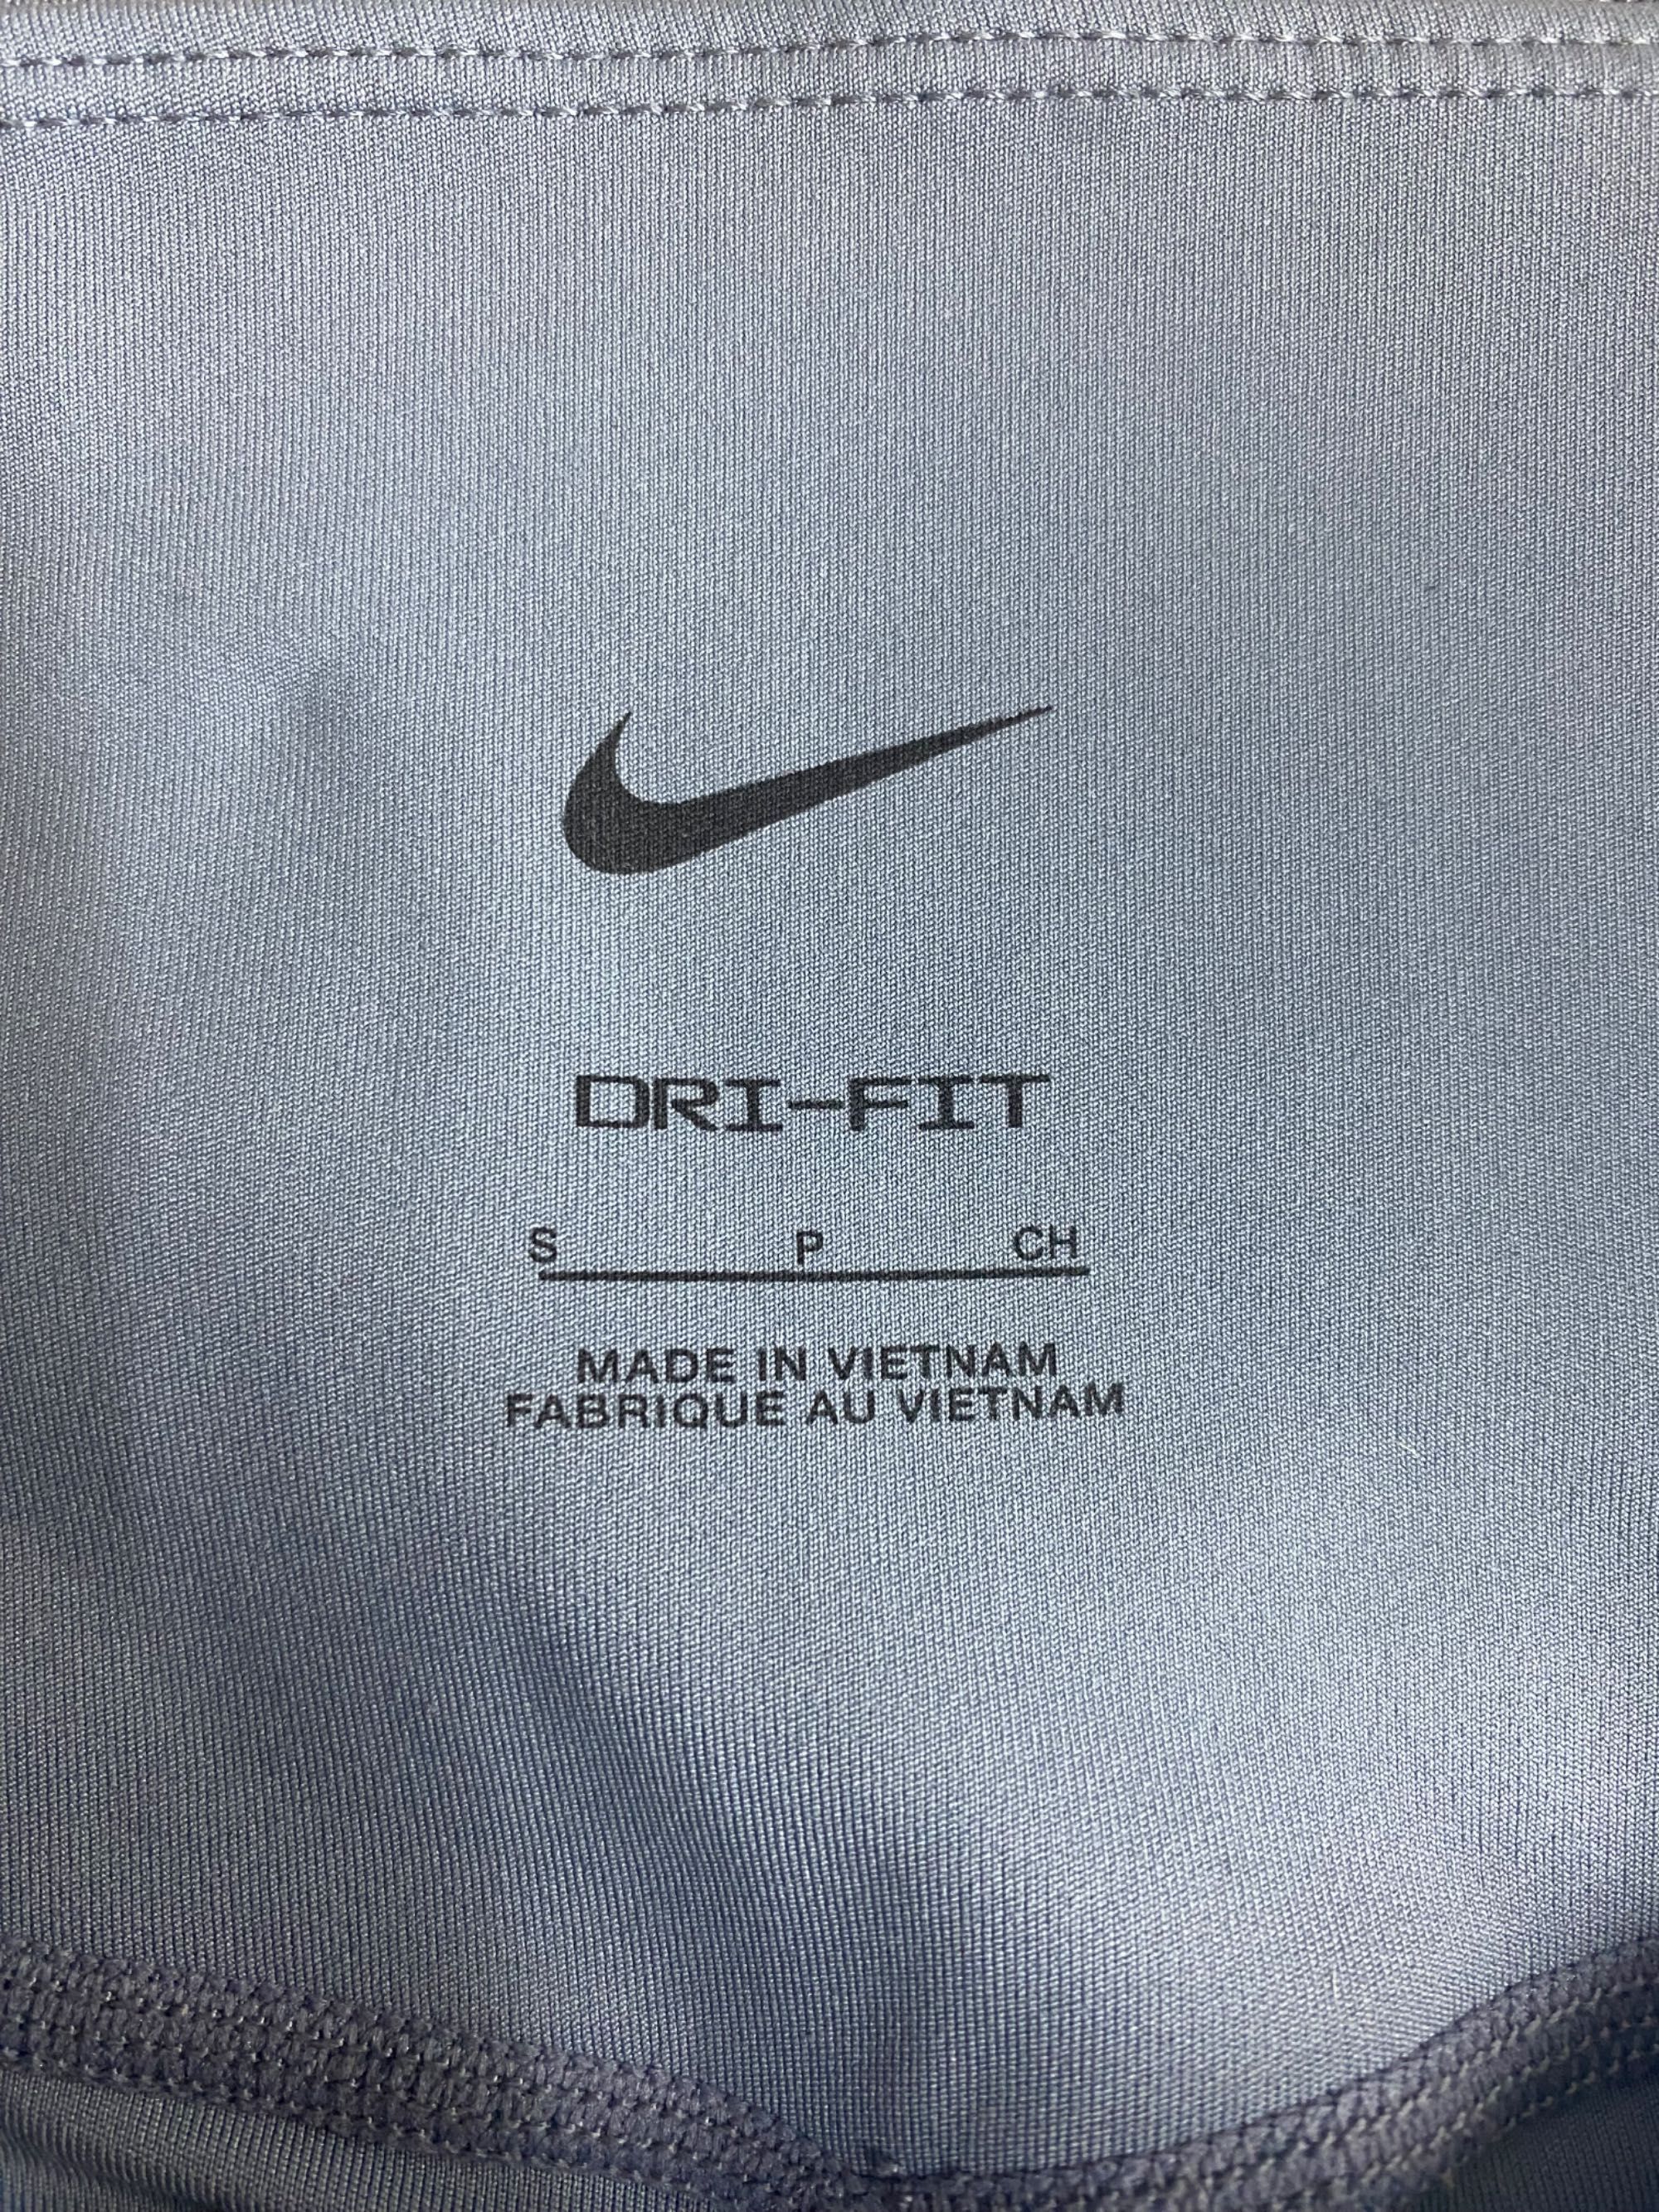 DRI-FIT
S P CH
MADE IN VIETNAM
FABRIQUE AU VIETNAM